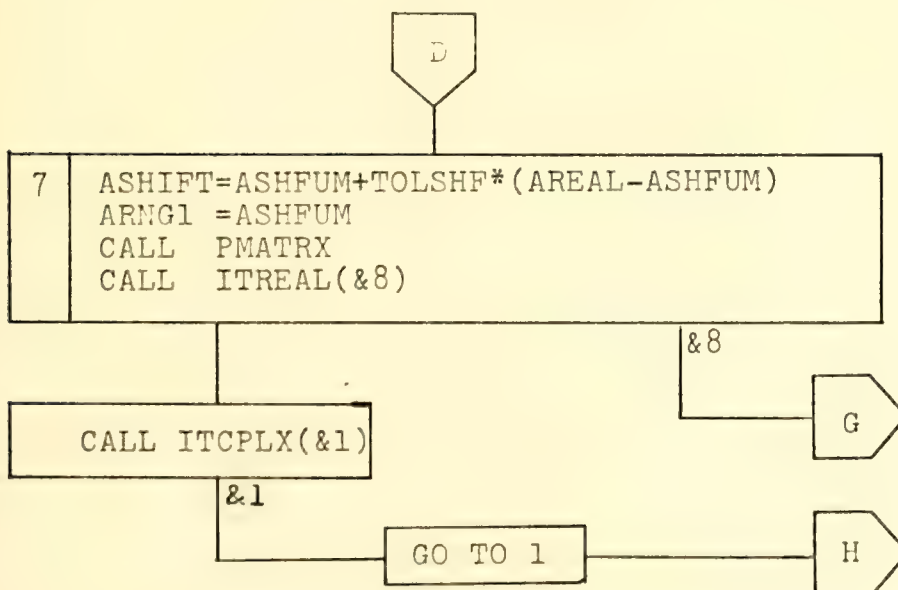 D
7
ASHIFT=ASHFUM+TOLSHF*(AREAL-ASHFUM)
ARNG1 =ASHFUM
CALL PMATRX
CALL ITREAL(&8)
&8
G
CALL ITCPLX(&1)
&1
GO TO 1
H